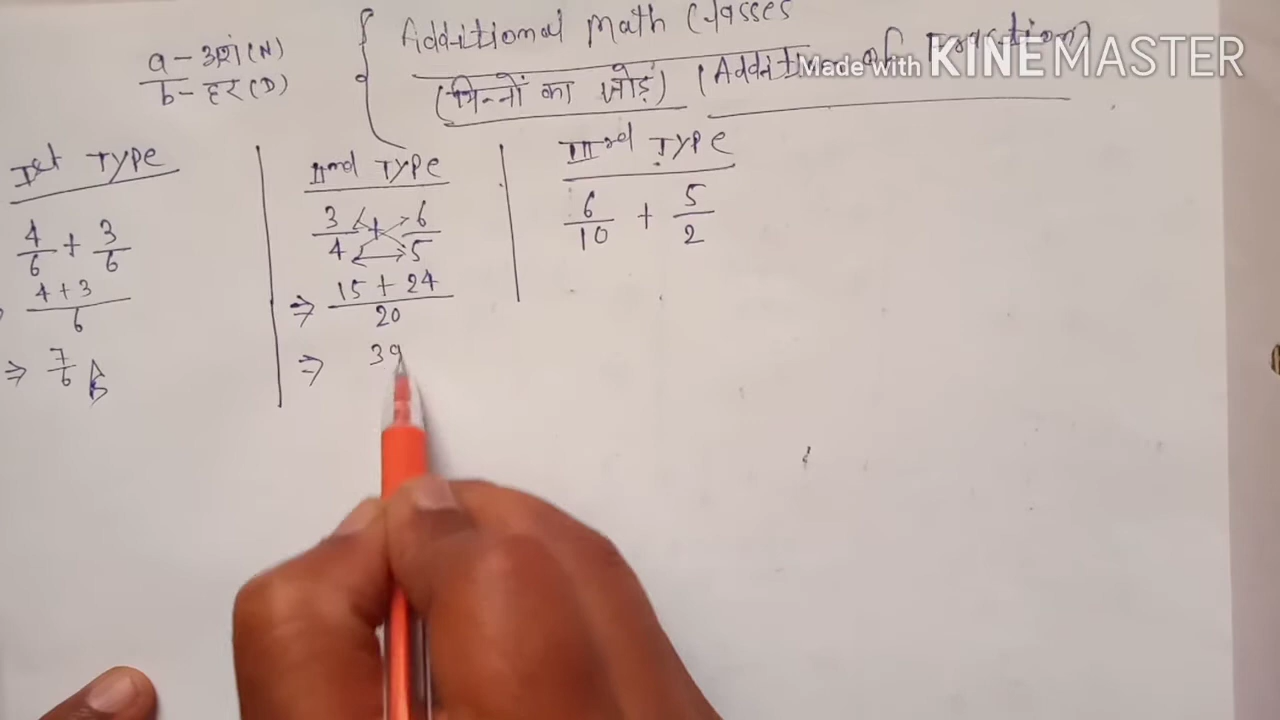 Additional Math Classes
a - अंश (N)
b - हर (D)
(भिन्नों का जोड़) (Addition of Fraction)
Made with KINEMASTER
Ist Type
4/6 + 3/6
4+3/6
⇒ 7/6 A
IInd Type
3/4 + 6/5
⇒ 15 + 24/20
⇒ 39
IIIrd Type
6/10 + 5/2